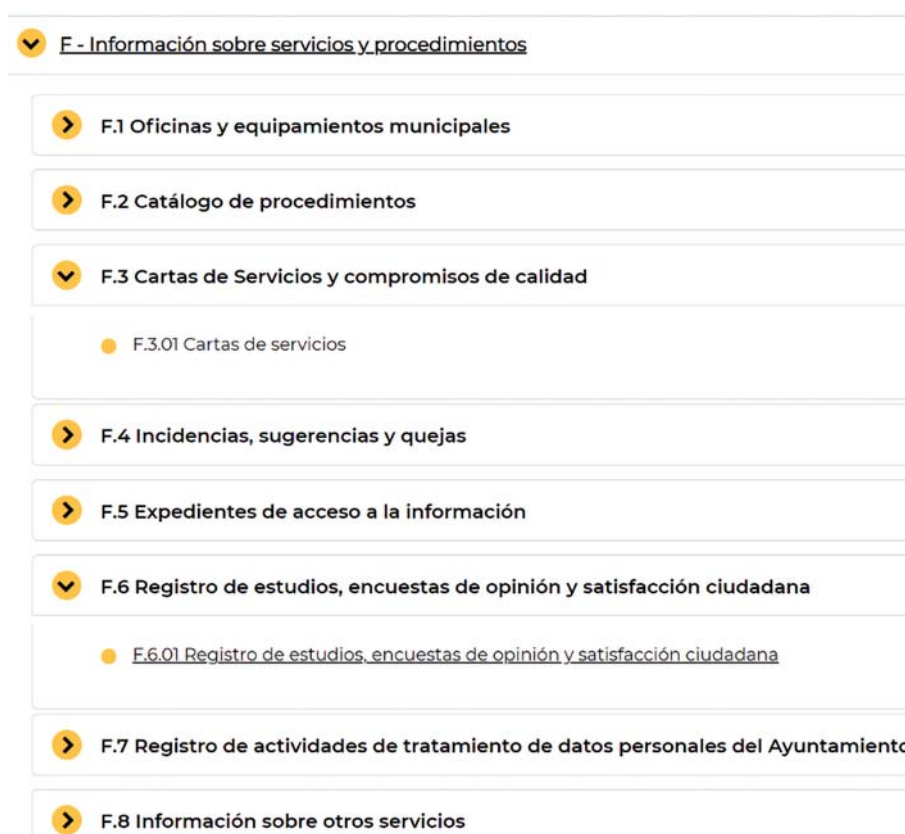 F - Información sobre servicios y procedimientos
F.1 Oficinas y equipamientos municipales
F.2 Catálogo de procedimientos
F.3 Cartas de Servicios y compromisos de calidad
F.3.01 Cartas de servicios
F.4 Incidencias, sugerencias y quejas
F.5 Expedientes de acceso a la información
F.6 Registro de estudios, encuestas de opinión y satisfacción ciudadana
F.6.01 Registro de estudios, encuestas de opinión y satisfacción ciudadana
F.7 Registro de actividades de tratamiento de datos personales del Ayuntamiento
F.8 Información sobre otros servicios